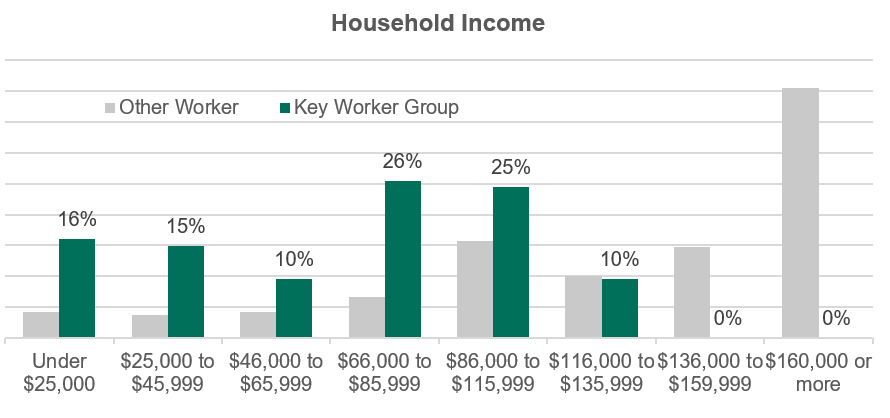 Household Income
Other Worker
Key Worker Group
16%
15%
10%
26%
25%
10%
0%
0%
Under
$25,000
$25,000 to
$45,999
$46,000 to
$65,999
$66,000 to
$85,999
$86,000 to
$115,999
$116,000 to
$135,999
$136,000 to
$159,999
$160,000 or
more